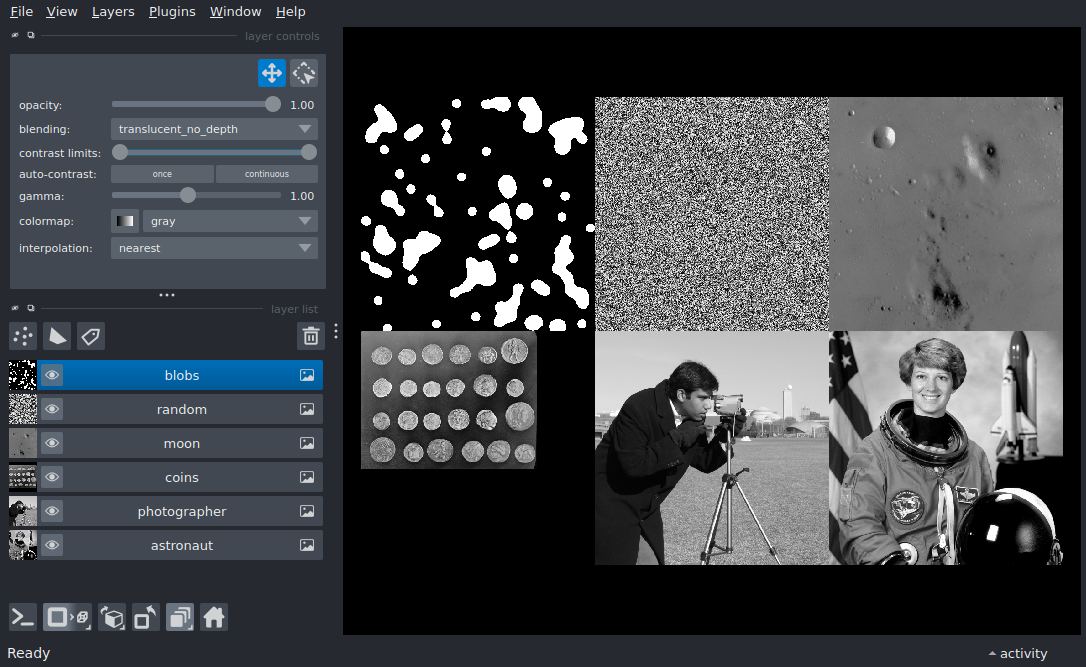 File View Layers Plugins Window Help
layer controls
opacity: 1.00
blending: translucent_no_depth
contrast limits:
auto-contrast: once continuous
gamma: 1.00
colormap: gray
interpolation: nearest
layer list
blobs
random
moon
coins
photographer
astronaut
Ready
activity